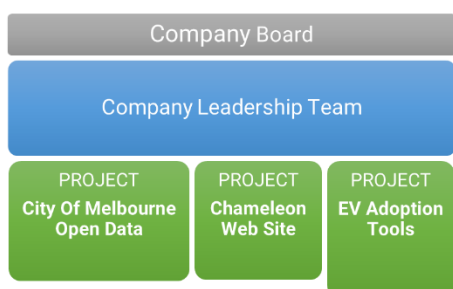 Company Board
Company Leadership Team
PROJECT
City Of Melbourne
Open Data
PROJECT
Chameleon
Web Site
PROJECT
EV Adoption
Tools